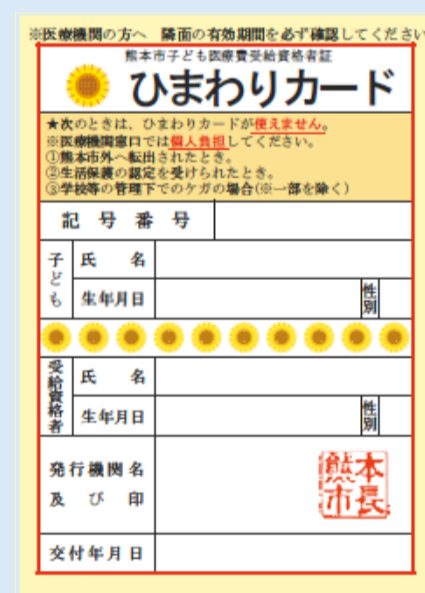 ※医療機関の方へ 隣面の有効期間を必ず確認してください
熊本市子ども医療費受給資格者証
ひまわりカード
★次のときは、ひまわりカードが使えません。
※医療機関窓口では個人負担してください。
①熊本市外へ転出されたとき。
②生活保護の認定を受けられたとき。
③学校等の管理下でのケガの場合(※一部を除く)
記号番号
子ども
氏名
生年月日
性別
受給資格者
氏名
生年月日
性別
発行機関名
及び印
熊本
市長
交付年月日